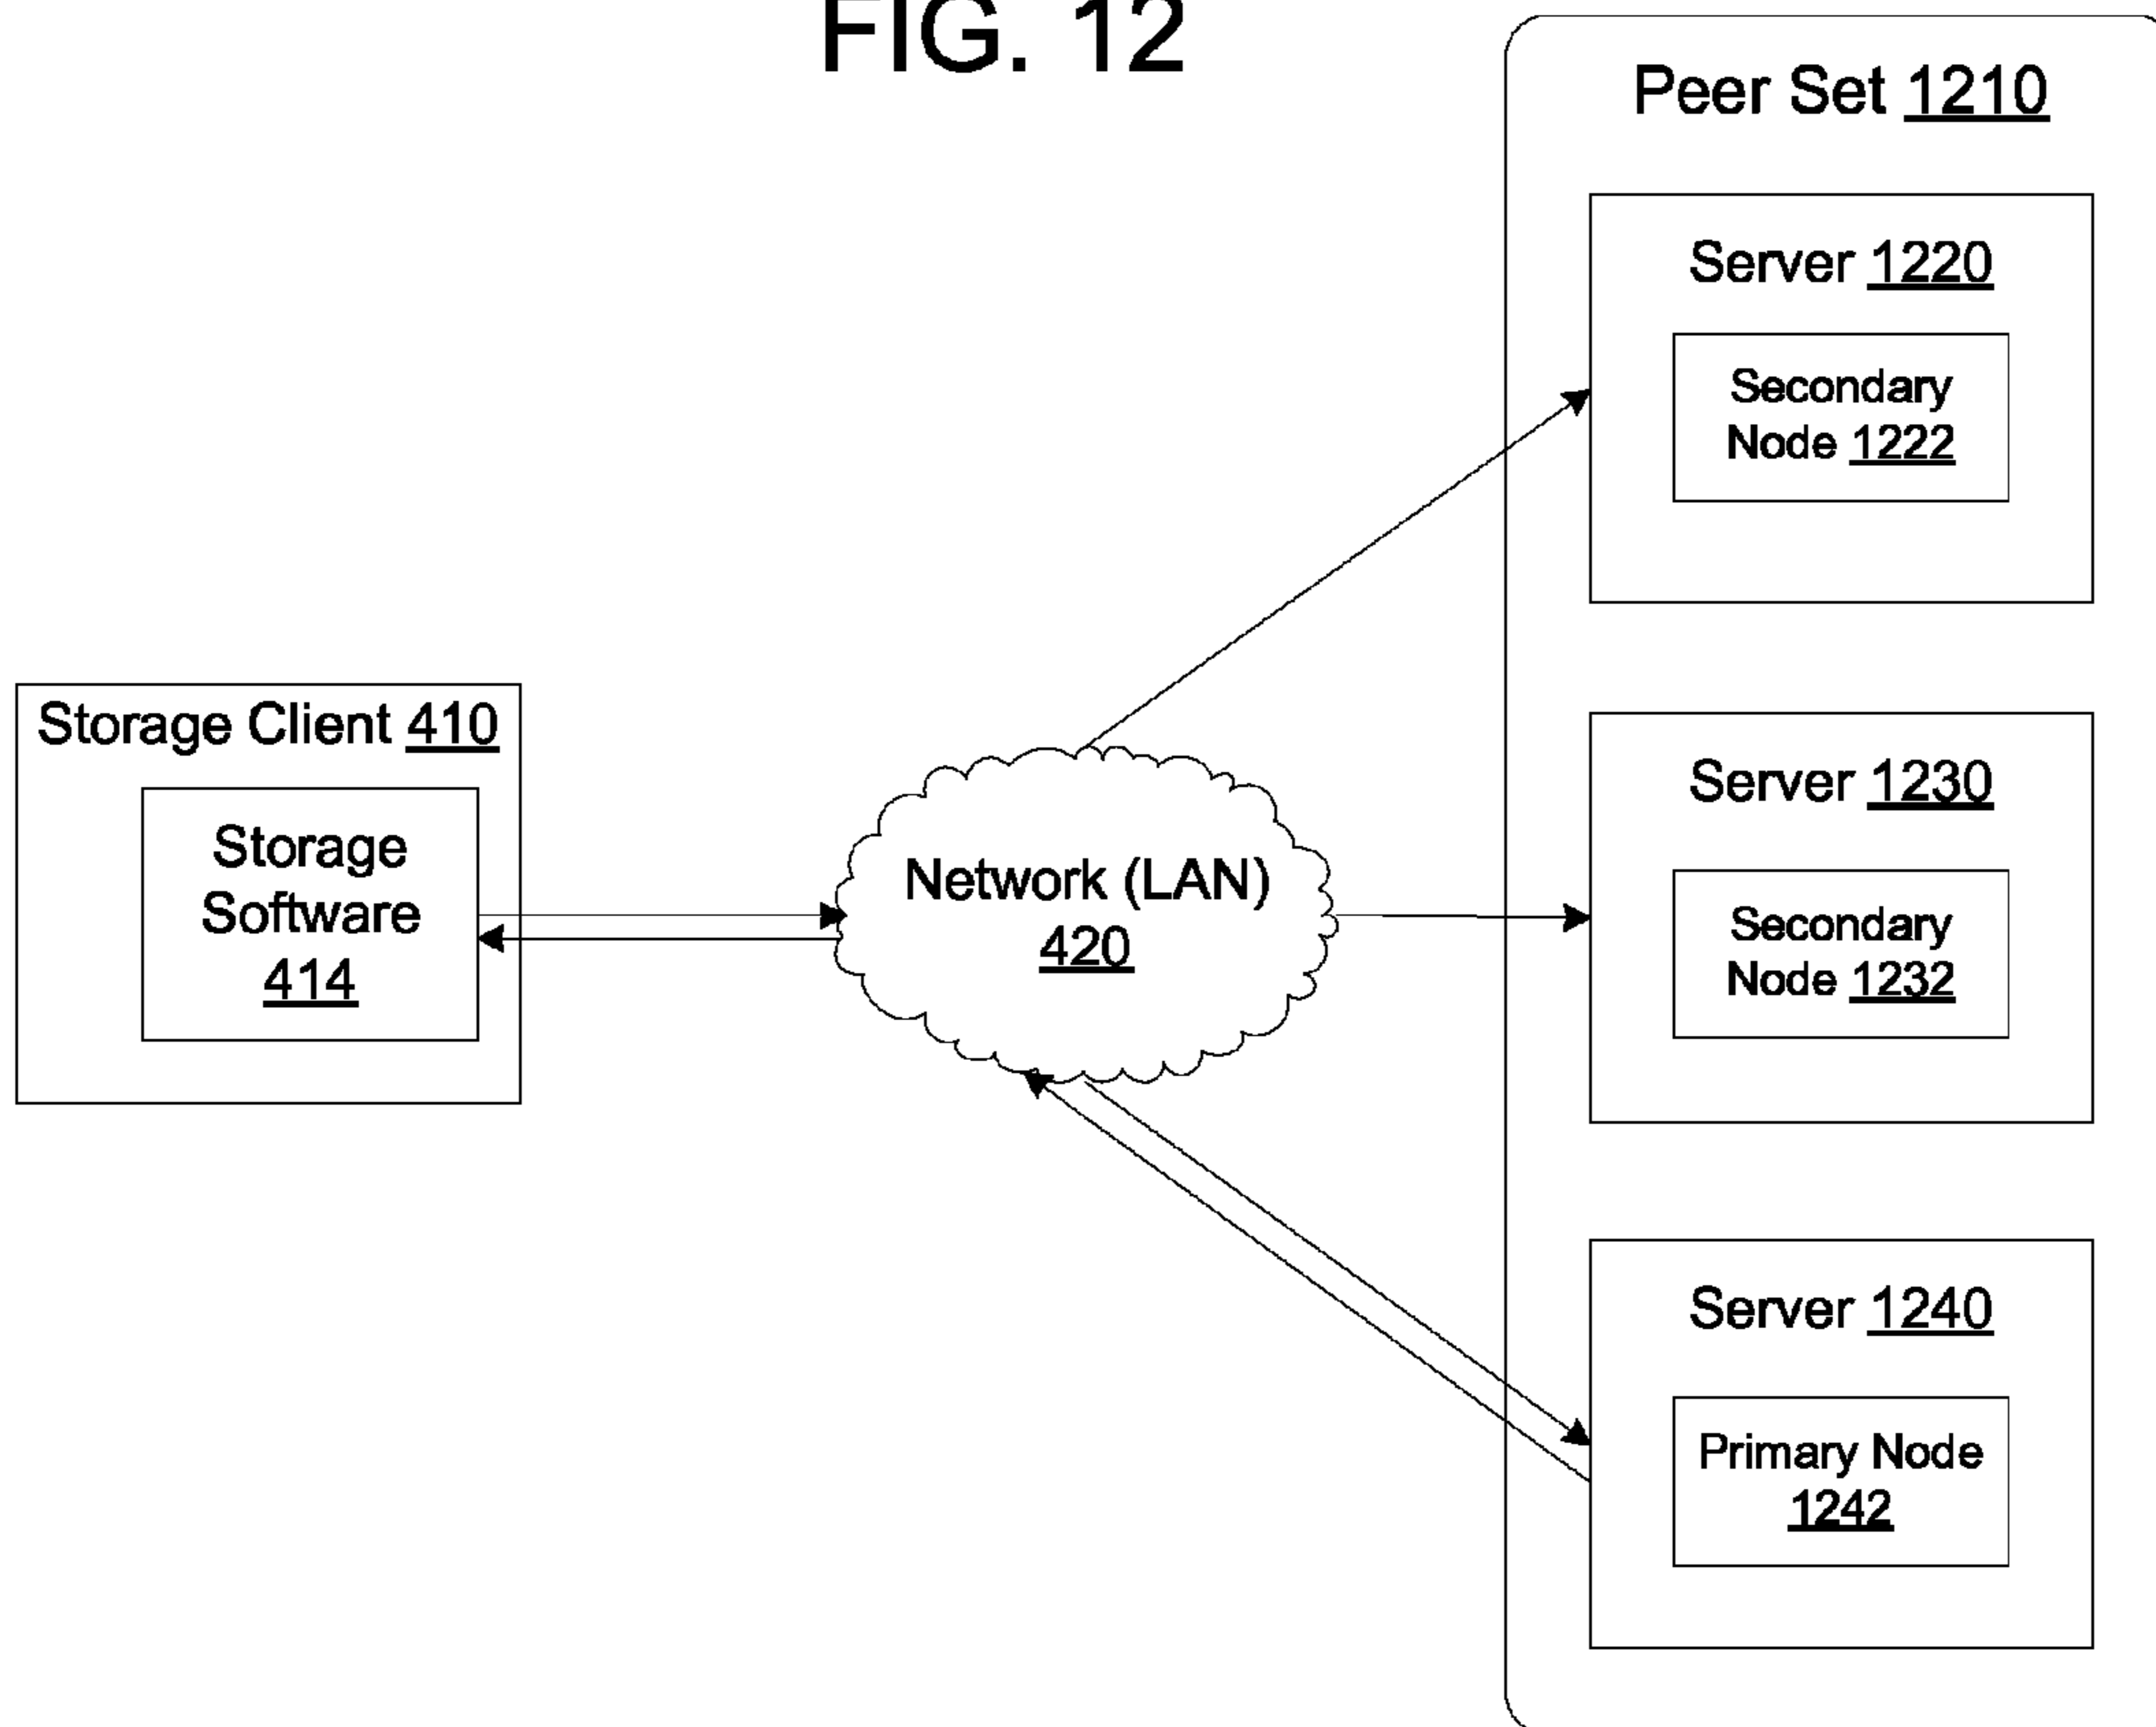 FIG. 12
Peer Set 1210
Server 1220
Secondary
Node 1222
Storage Client 410
Storage
Software
414
Network (LAN)
420
Server 1230
Secondary
Node 1232
Server 1240
Primary Node
1242